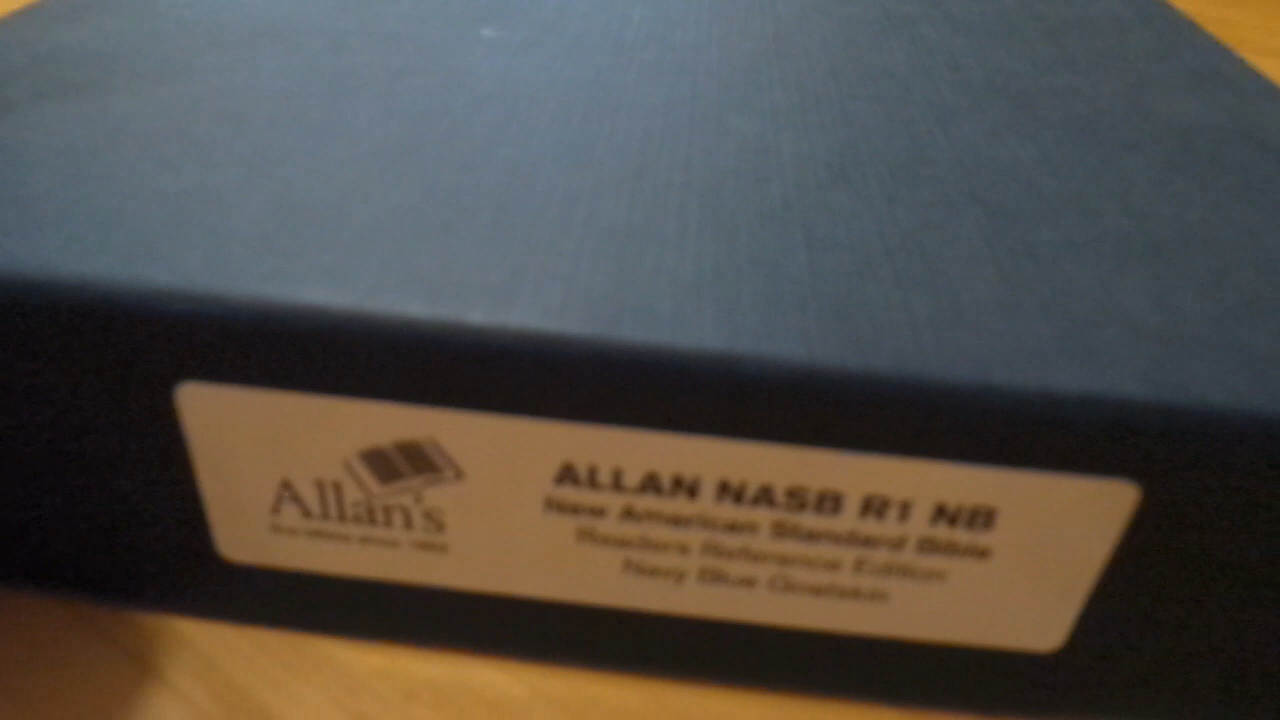 Allan's
ALLAN NASB R1 NB
New American Standard Bible
Readers Reference Edition
Navy Blue Goatskin